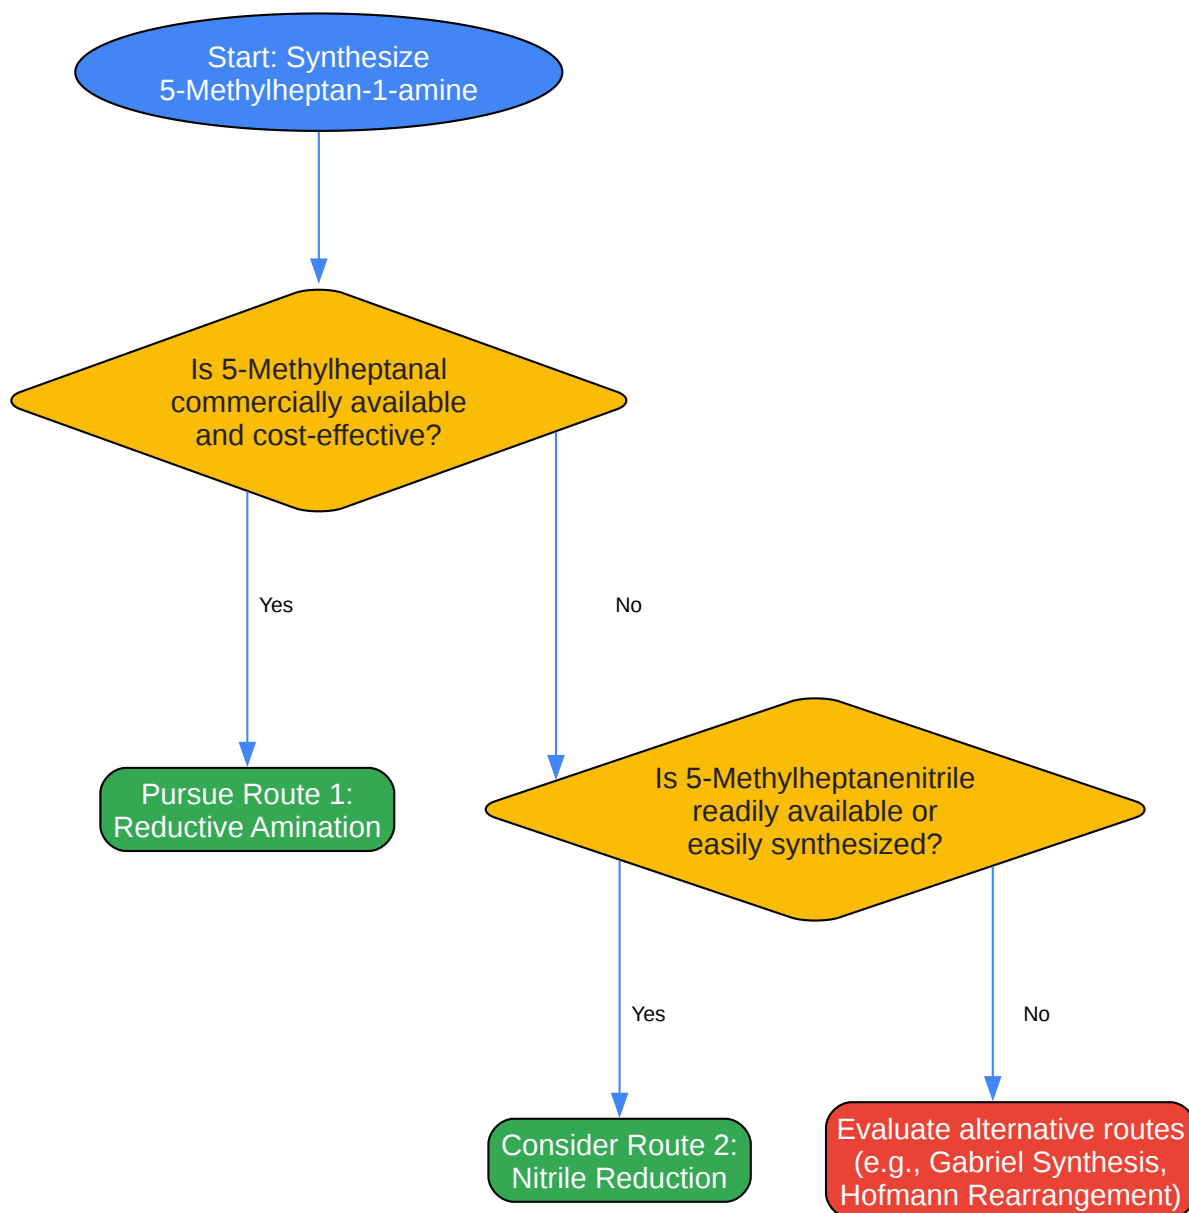 Start: Synthesize
5-Methylheptan-1-amine
Is 5-Methylheptanal
commercially available
and cost-effective?
Yes
No
Pursue Route 1:
Reductive Amination
Is 5-Methylheptanenitrile
readily available or
easily synthesized?
Yes
No
Consider Route 2:
Nitrile Reduction
Evaluate alternative routes
(e.g., Gabriel Synthesis,
Hofmann Rearrangement)